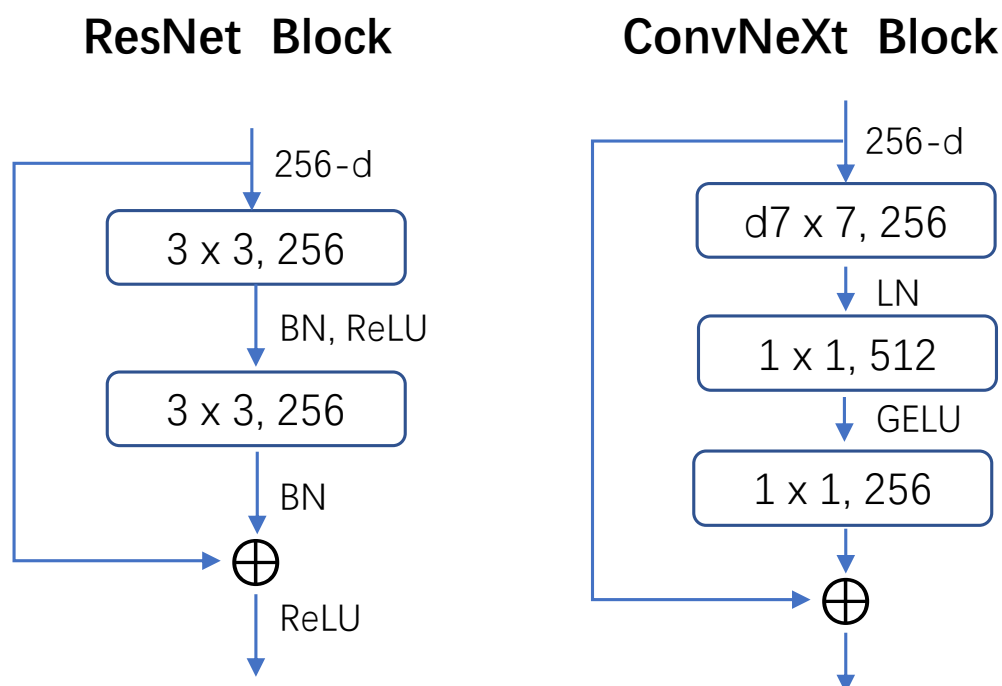 ResNet Block
256-d
3 x 3, 256
BN, ReLU
3 x 3, 256
BN
ReLU
ConvNeXt Block
256-d
d7 x 7, 256
LN
1 x 1, 512
GELU
1 x 1, 256